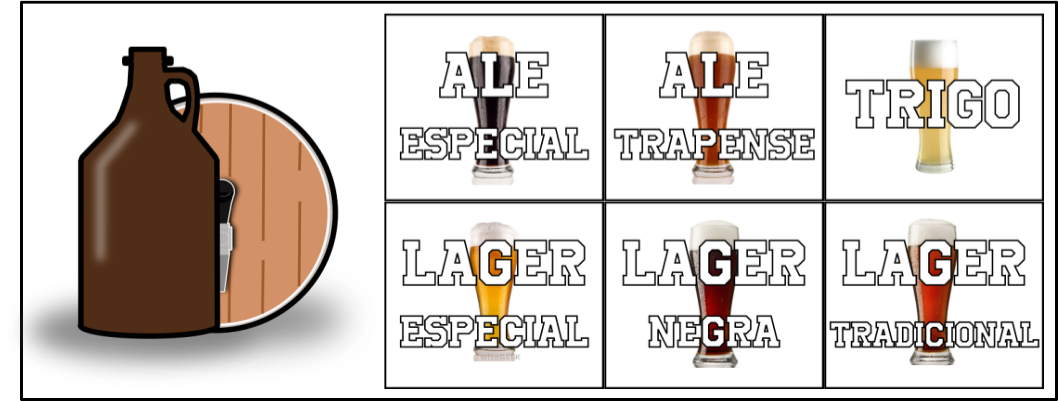 ALE
ESPECIAL
ALE
TRAPENSE
TRIGO
LAGER
ESPECIAL
LAGER
NEGRA
LAGER
TRADICIONAL